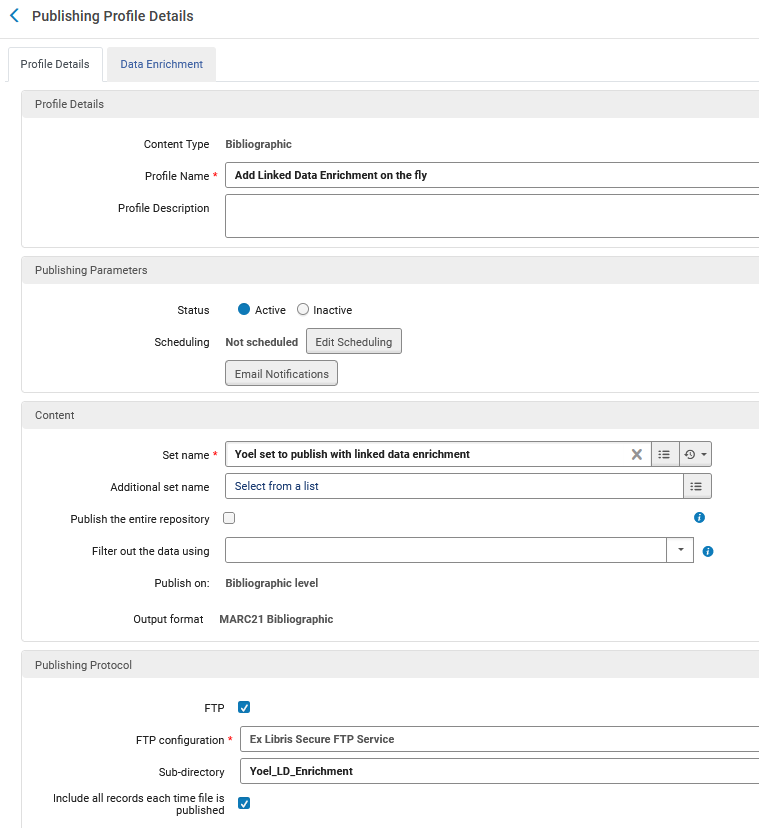 Publishing Profile Details
Profile Details
Data Enrichment
Profile Details
Content Type Bibliographic
Profile Name * Add Linked Data Enrichment on the fly
Profile Description
Publishing Parameters
Status Active Inactive
Scheduling Not scheduled Edit Scheduling
Email Notifications
Content
Set name * Yoel set to publish with linked data enrichment
Additional set name Select from a list
Publish the entire repository
Filter out the data using
Publish on: Bibliographic level
Output format MARC21 Bibliographic
Publishing Protocol
FTP
FTP configuration * Ex Libris Secure FTP Service
Sub-directory Yoel_LD_Enrichment
Include all records each time file is
published